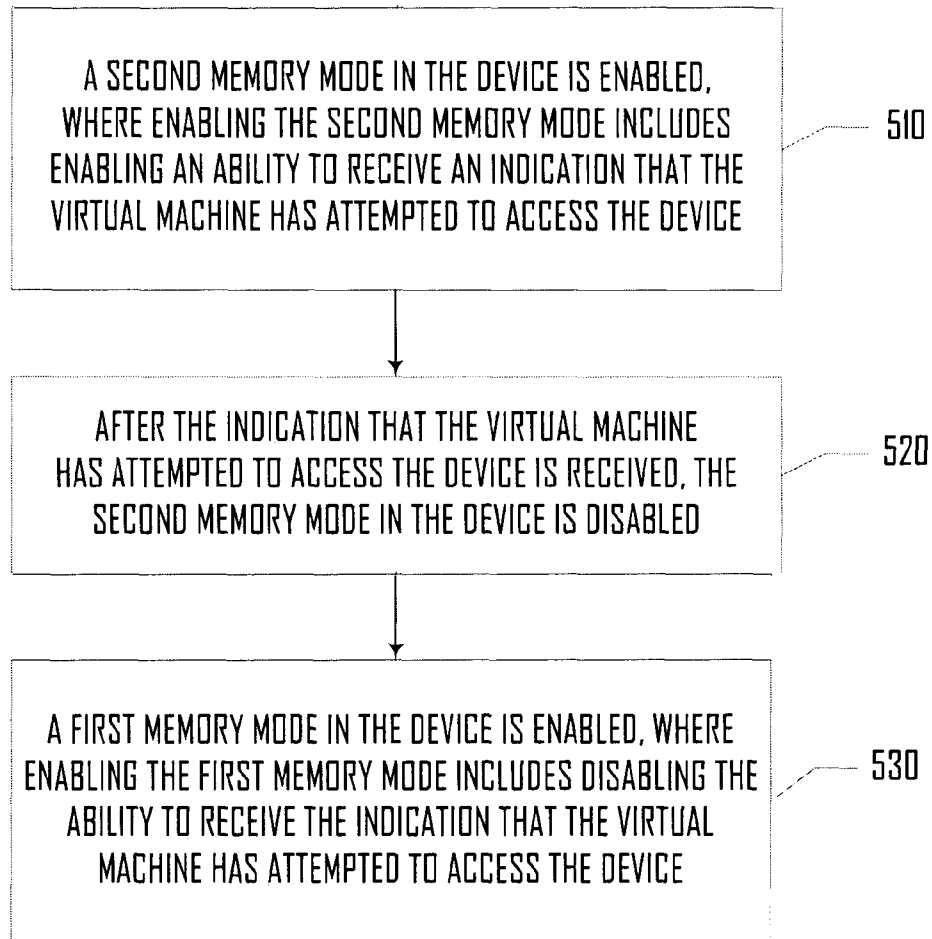 A SECOND MEMORY MODE IN THE DEVICE IS ENABLED,
WHERE ENABLING THE SECOND MEMORY MODE INCLUDES
ENABLING AN ABILITY TO RECEIVE AN INDICATION THAT THE
VIRTUAL MACHINE HAS ATTEMPTED TO ACCESS THE DEVICE
510
AFTER THE INDICATION THAT THE VIRTUAL MACHINE
HAS ATTEMPTED TO ACCESS THE DEVICE IS RECEIVED, THE
SECOND MEMORY MODE IN THE DEVICE IS DISABLED
520
A FIRST MEMORY MODE IN THE DEVICE IS ENABLED, WHERE
ENABLING THE FIRST MEMORY MODE INCLUDES DISABLING THE
ABILITY TO RECEIVE THE INDICATION THAT THE VIRTUAL
MACHINE HAS ATTEMPTED TO ACCESS THE DEVICE
530